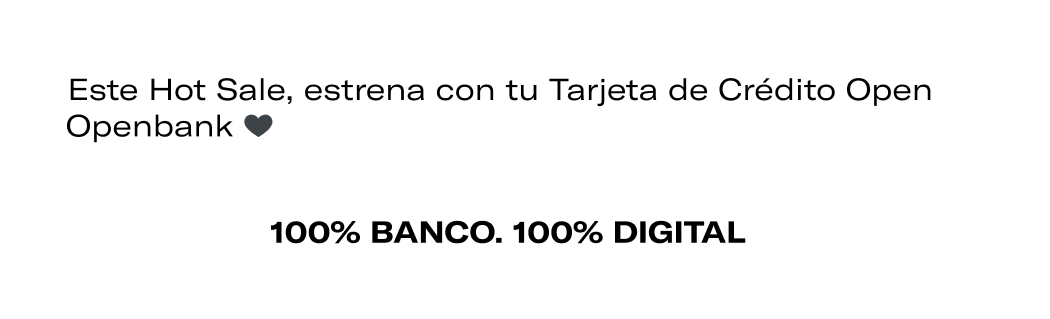 Este Hot Sale, estrena con tu Tarjeta de Crédito Open
Openbank 🖤
100% BANCO. 100% DIGITAL